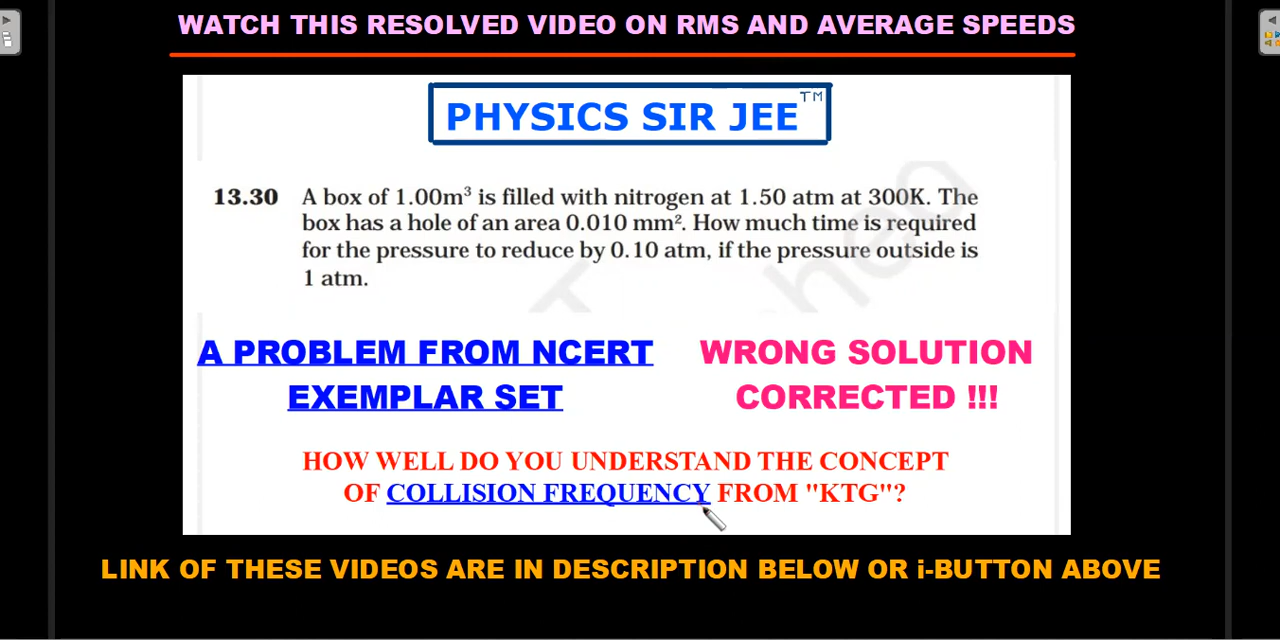 WATCH THIS RESOLVED VIDEO ON RMS AND AVERAGE SPEEDS
PHYSICS SIR JEE TM
13.30 A box of 1.00m³ is filled with nitrogen at 1.50 atm at 300K. The
box has a hole of an area 0.010 mm². How much time is required
for the pressure to reduce by 0.10 atm, if the pressure outside is
1 atm.
A PROBLEM FROM NCERT
EXEMPLAR SET
WRONG SOLUTION
CORRECTED !!!
HOW WELL DO YOU UNDERSTAND THE CONCEPT
OF COLLISION FREQUENCY FROM "KTG"?
LINK OF THESE VIDEOS ARE IN DESCRIPTION BELOW OR i-BUTTON ABOVE